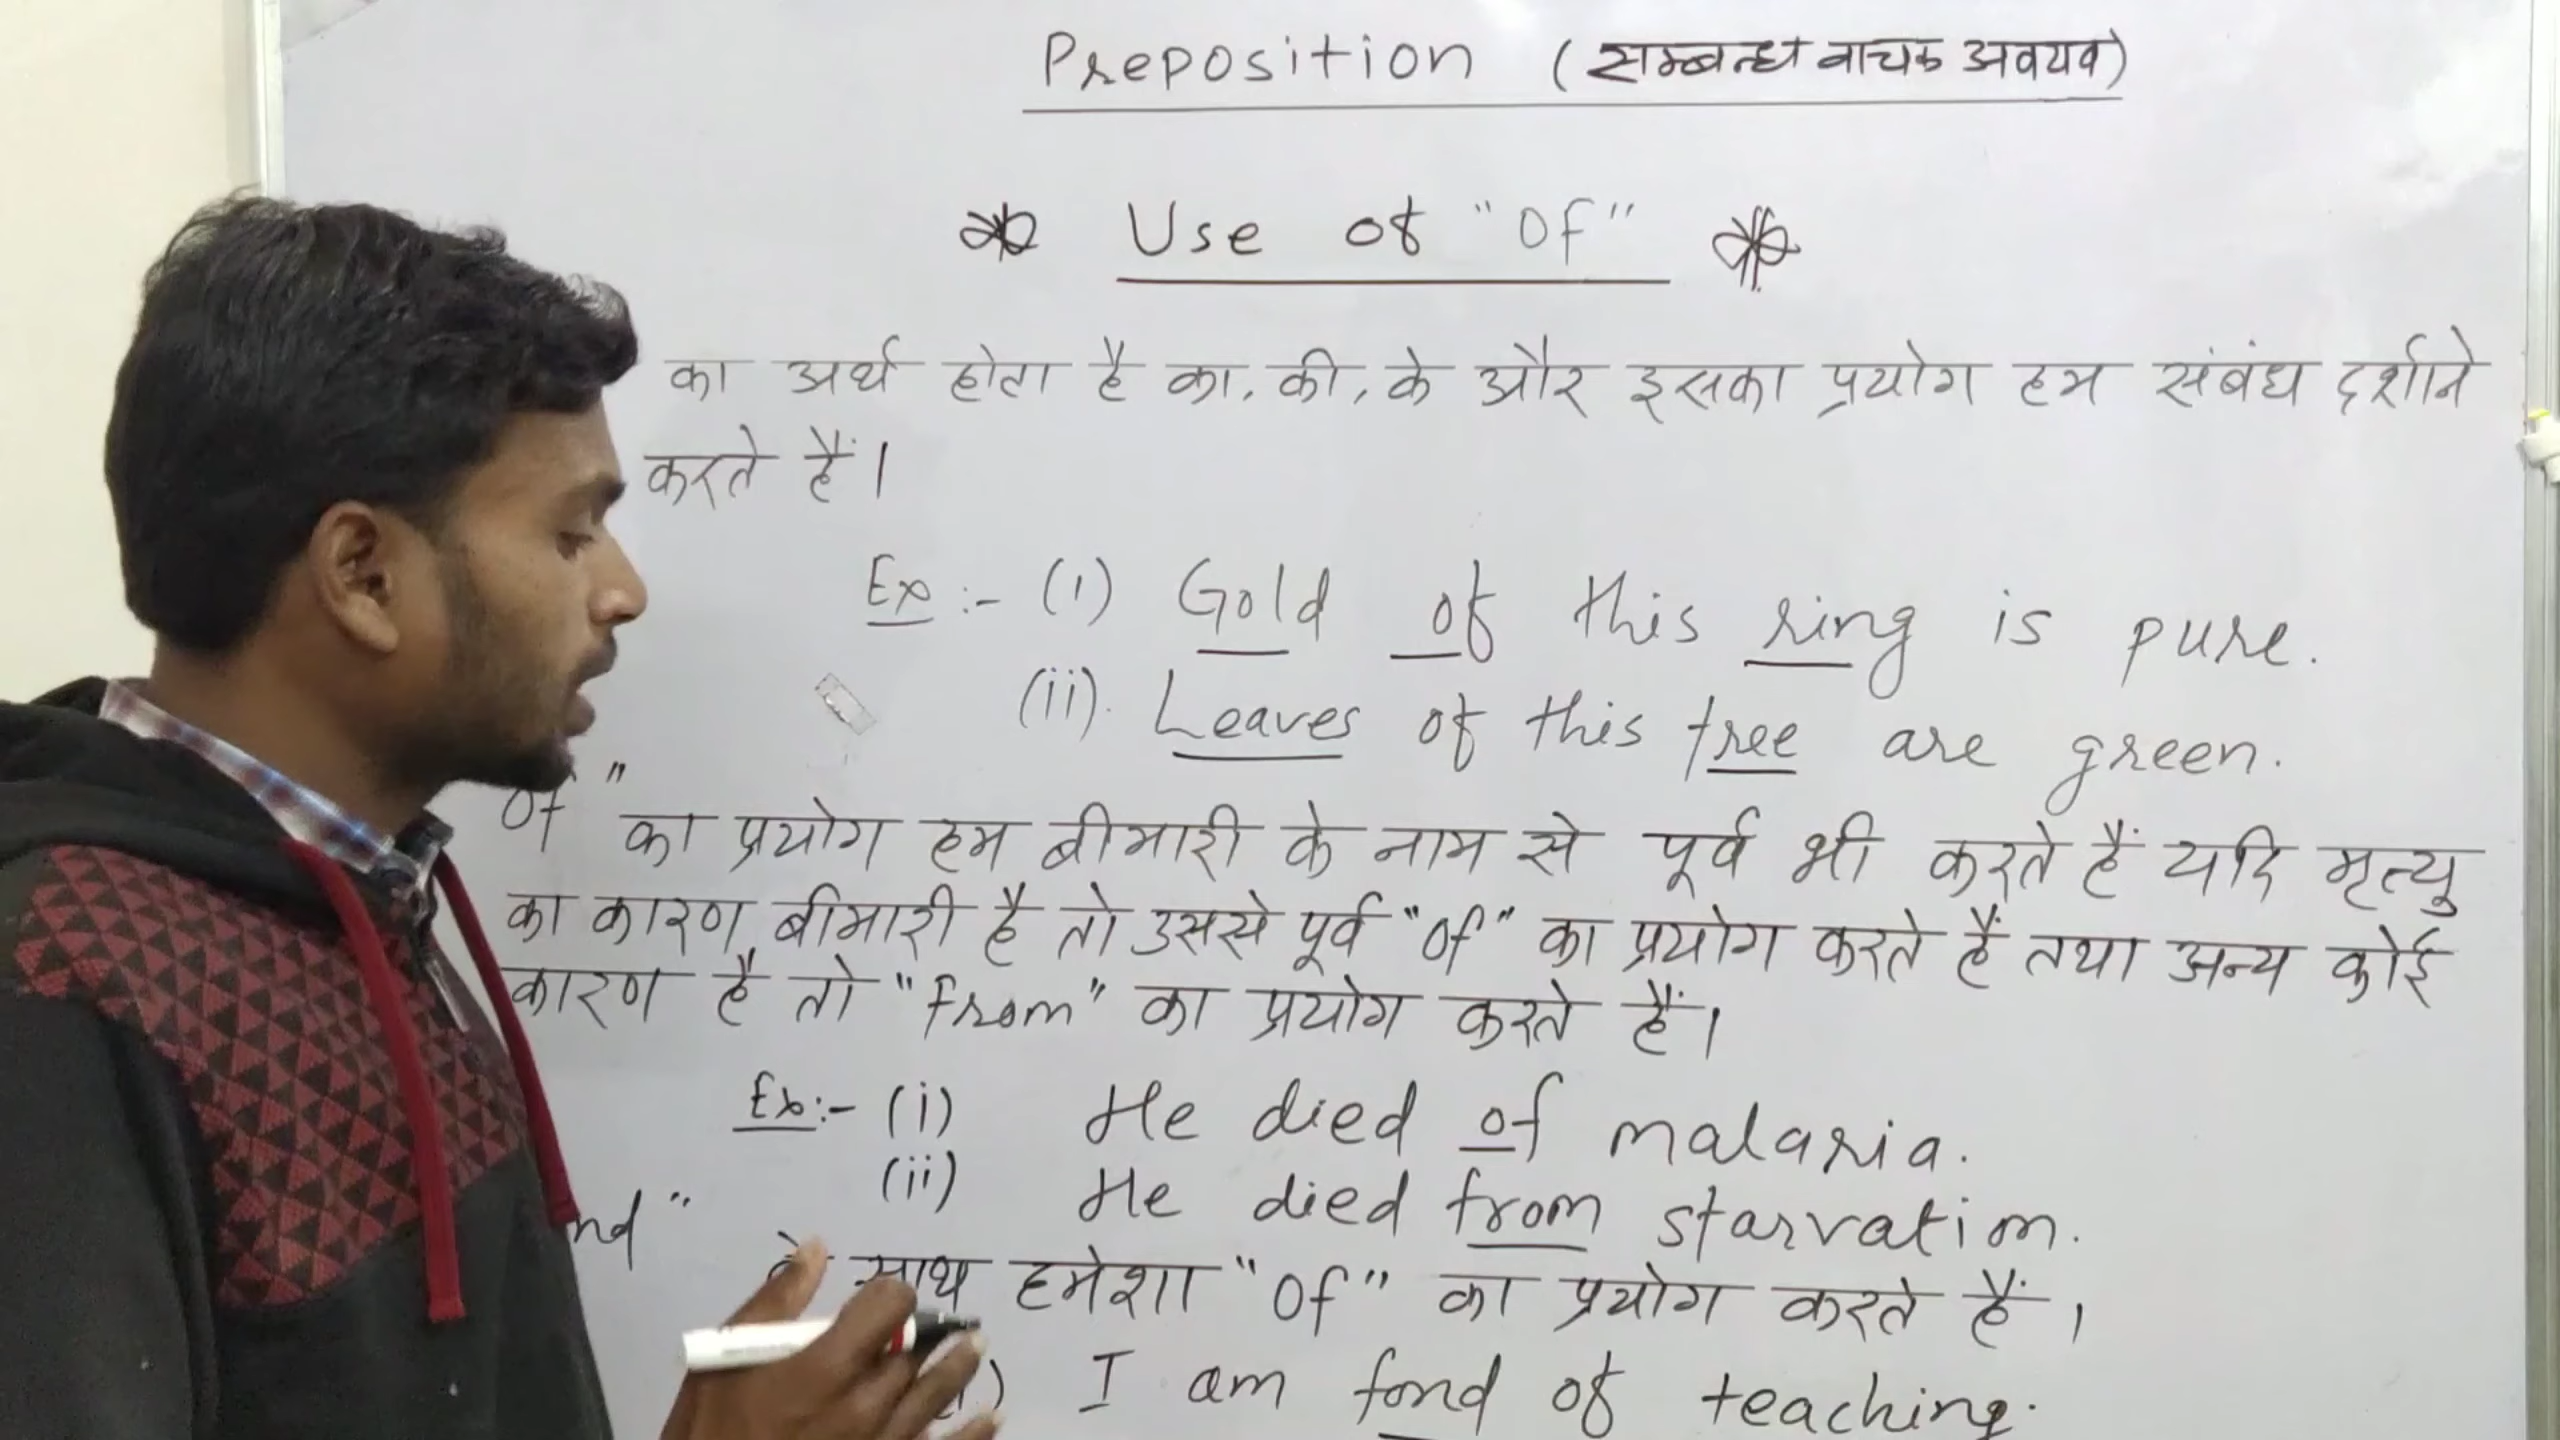 Preposition (सम्बन्ध वाचक अवयव)
Use of "Of"
का अर्थ होता है का, की, के और इसका प्रयोग हम संबंध दर्शाने
करते हैं।
Ex :- (i) Gold of this ring is pure.
(ii). Leaves of this tree are green.
Of" का प्रयोग हम बीमारी के नाम से पूर्व भी करते हैं यदि मृत्यु
का कारण बीमारी है तो उससे पूर्व "Of" का प्रयोग करते हैं तथा अन्य कोई
कारण है तो "from" का प्रयोग करते हैं।
Ex:- (i) He died of malaria.
(ii) He died from starvation.
nd" के साथ हमेशा "Of" का प्रयोग करते हैं।
I am fond of teaching.